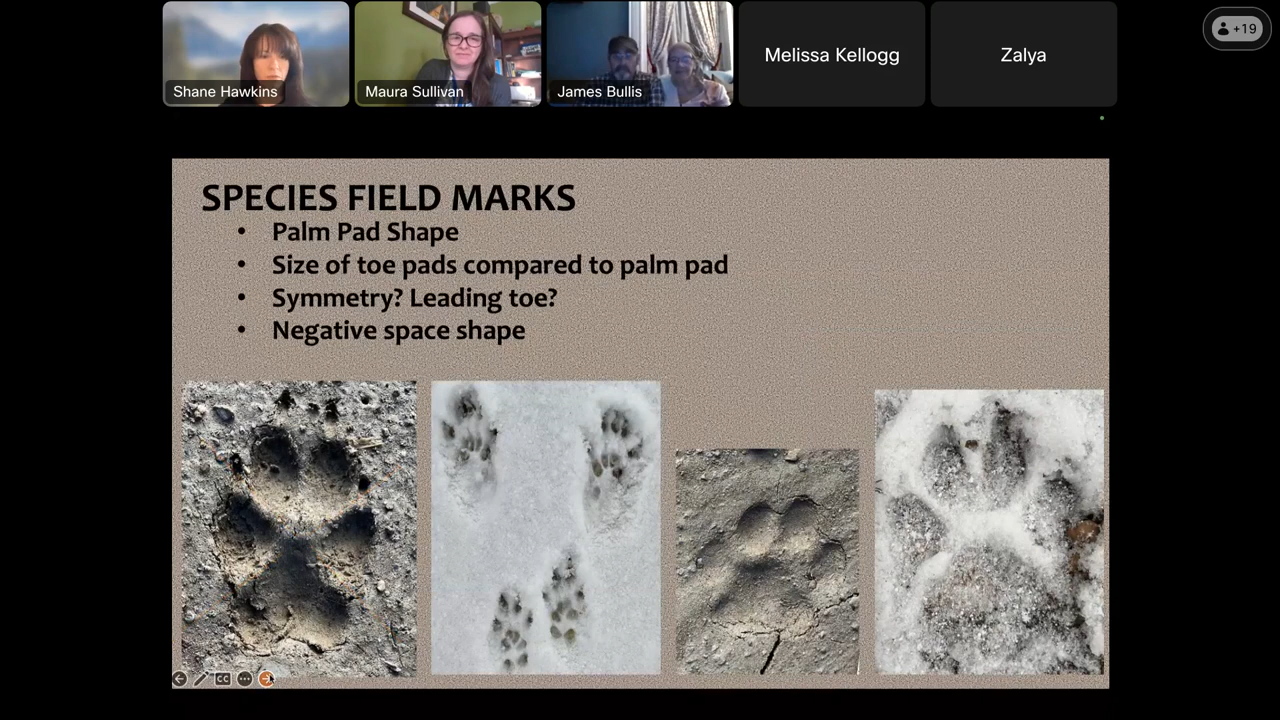 +19
Shane Hawkins
Maura Sullivan
James Bullis
Melissa Kellogg
Zalya
SPECIES FIELD MARKS
• Palm Pad Shape
• Size of toe pads compared to palm pad
• Symmetry? Leading toe?
• Negative space shape
CC